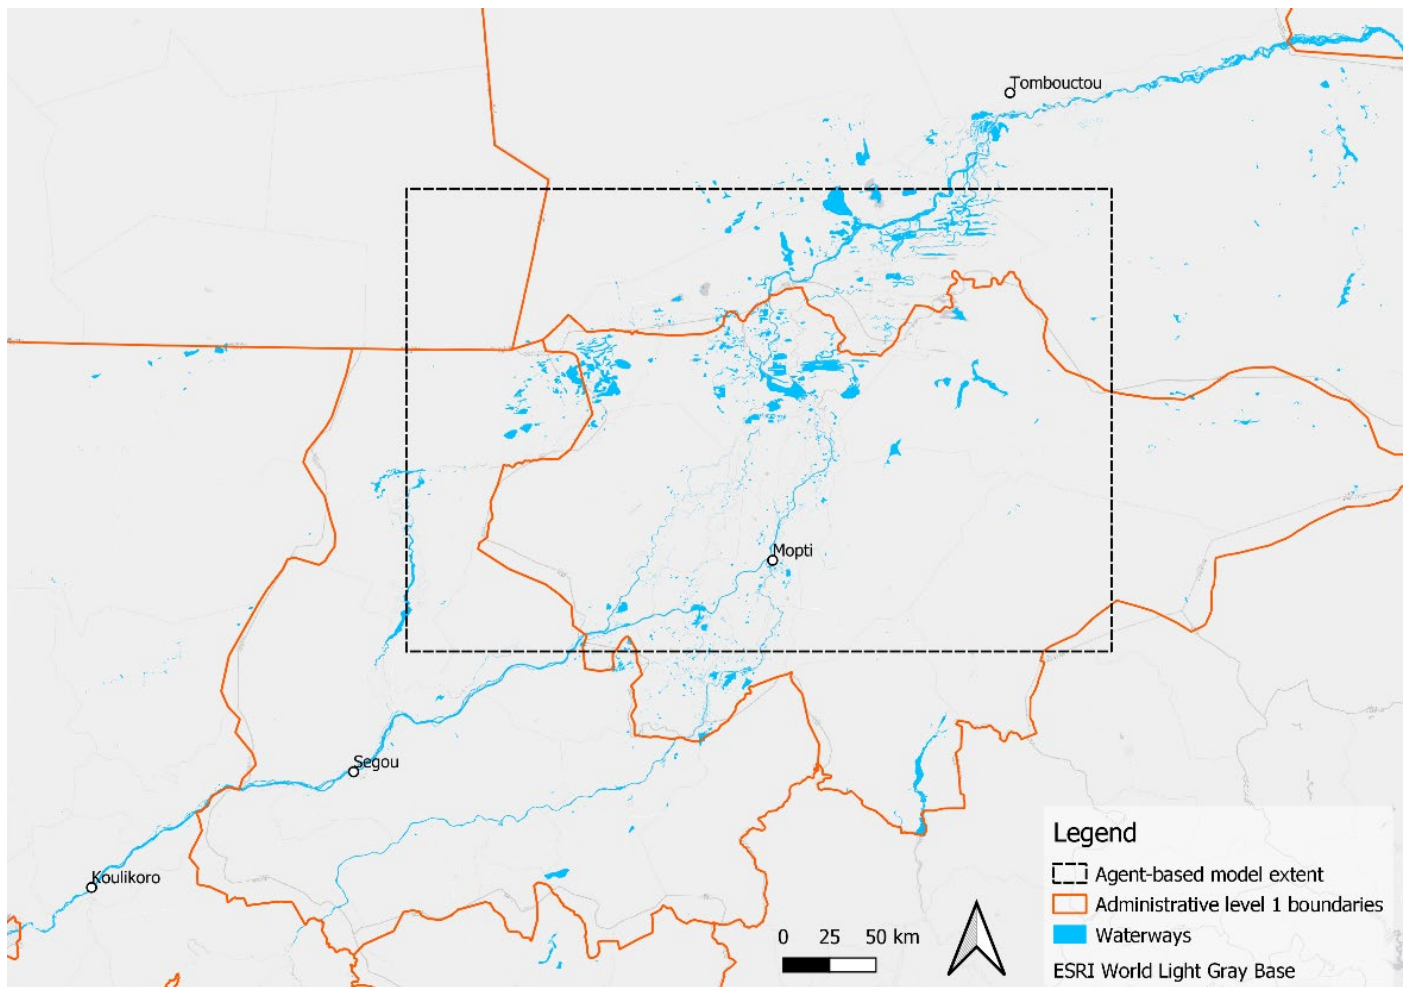 Tombouctou
Mopti
Segou
Koulikoro
Legend
Agent-based model extent
Administrative level 1 boundaries
Waterways
ESRI World Light Gray Base
0 25 50 km